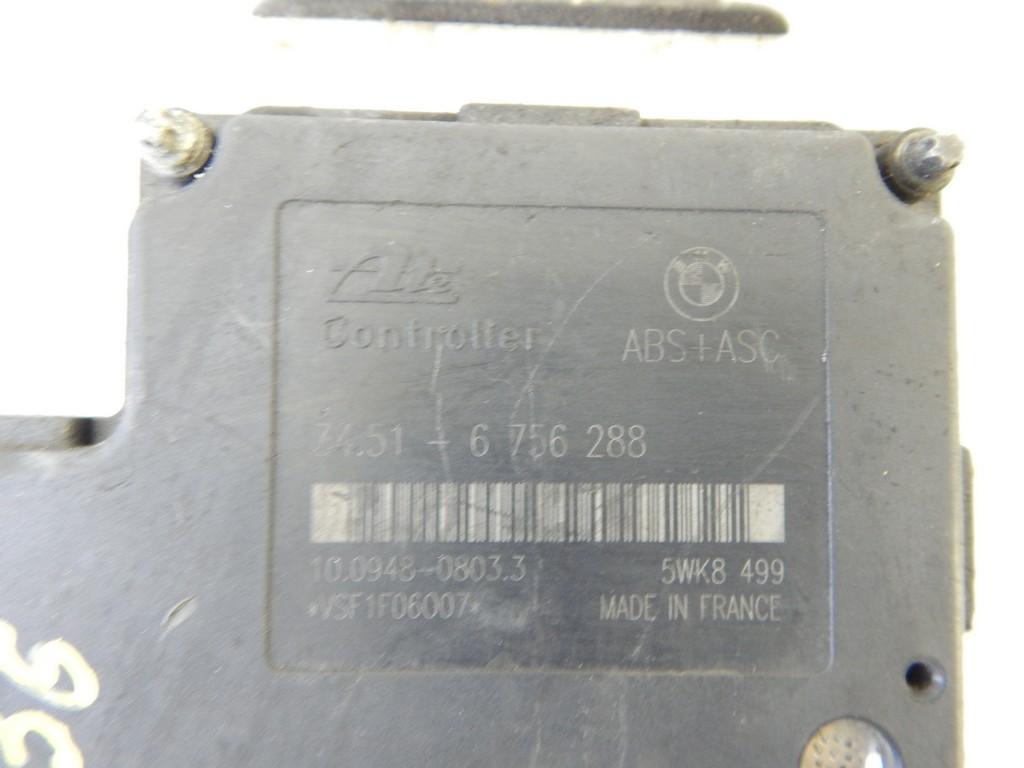 Ate
Controller
BMW
ABS+ASC
34.51 - 6 756 288
10.0948-0803.3
5WK8 499
*VSF1F06007*
MADE IN FRANCE